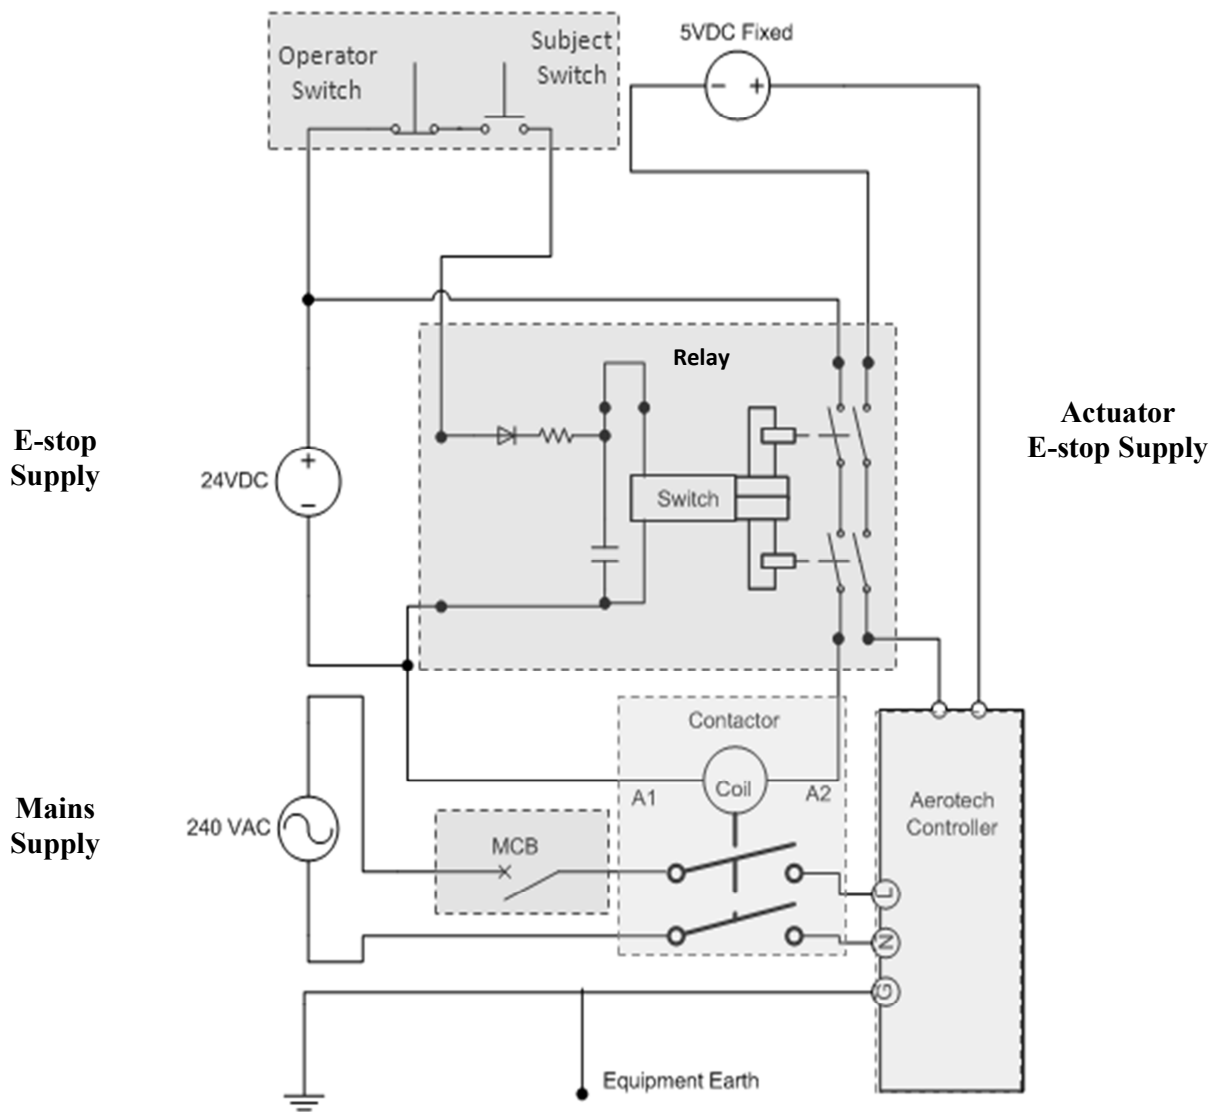 5VDC Fixed
Operator
Switch
Subject
Switch
− +
Relay
E-stop
Supply
24VDC
+
−
Switch
Actuator
E-stop Supply
Contactor
Coil
A1
A2
Mains
Supply
240 VAC
MCB
Aerotech
Controller
L
N
G
Equipment Earth